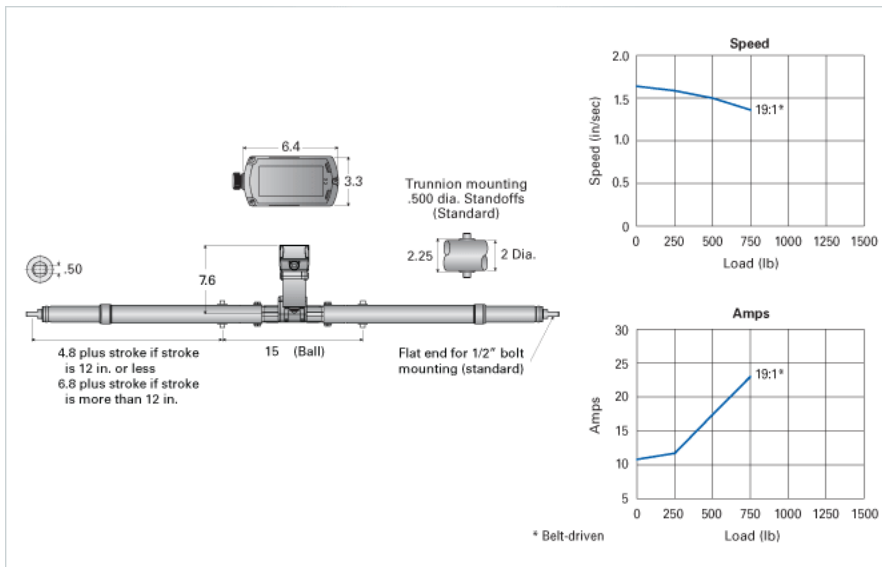 6.4
3.3
Trunnion mounting
.500 dia. Standoffs
(Standard)
2.25
2 Dia.
.50
7.6
4.8 plus stroke if stroke
is 12 in. or less
6.8 plus stroke if stroke
is more than 12 in.
15 (Ball)
Flat end for 1/2" bolt
mounting (standard)
Speed
Speed (in/sec)
2.0
1.5
1.0
0.5
0
19:1*
0 250 500 750 1000 1250 1500
Load (lb)
Amps
Amps
30
25
20
15
10
5
19:1*
0 250 500 750 1000 1250 1500
Load (lb)
* Belt-driven